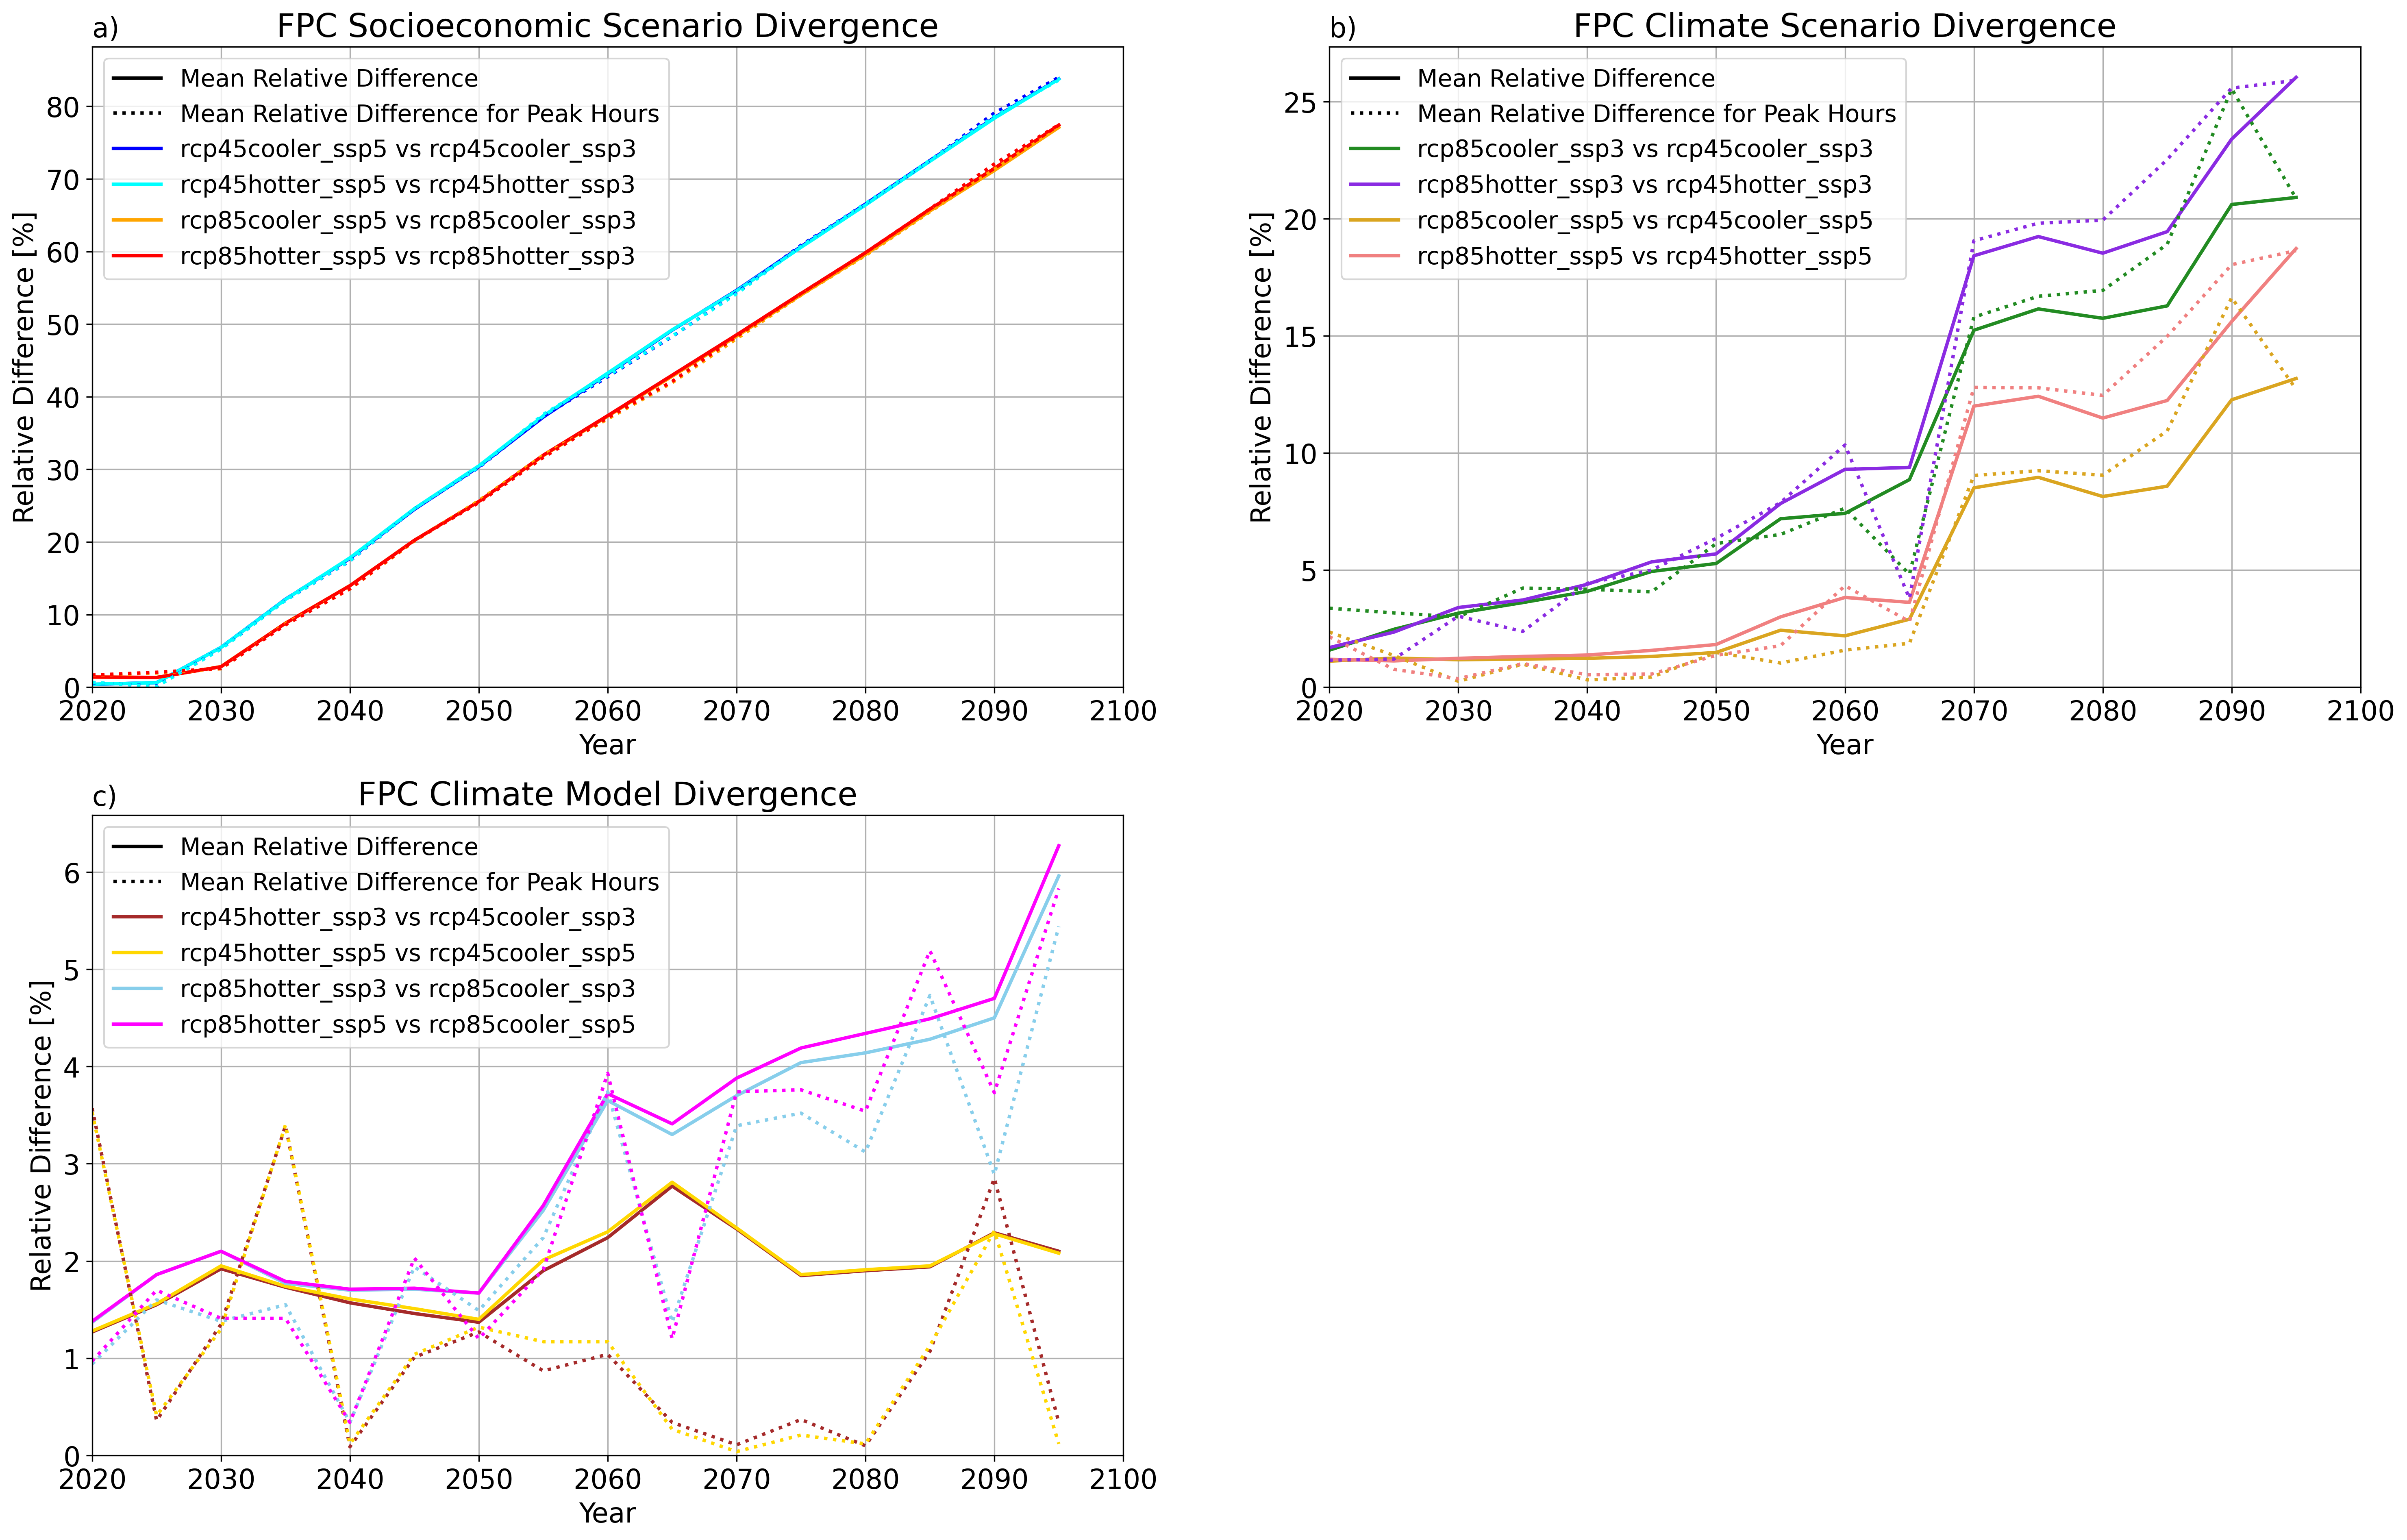 a)
FPC Socioeconomic Scenario Divergence
Mean Relative Difference
Mean Relative Difference for Peak Hours
rcp45cooler_ssp5 vs rcp45cooler_ssp3
rcp45hotter_ssp5 vs rcp45hotter_ssp3
rcp85cooler_ssp5 vs rcp85cooler_ssp3
rcp85hotter_ssp5 vs rcp85hotter_ssp3
Relative Difference [%]
80
70
60
50
40
30
20
10
0
2020 2030 2040 2050 2060 2070 2080 2090 2100
Year
b)
FPC Climate Scenario Divergence
Mean Relative Difference
Mean Relative Difference for Peak Hours
rcp85cooler_ssp3 vs rcp45cooler_ssp3
rcp85hotter_ssp3 vs rcp45hotter_ssp3
rcp85cooler_ssp5 vs rcp45cooler_ssp5
rcp85hotter_ssp5 vs rcp45hotter_ssp5
Relative Difference [%]
25
20
15
10
5
0
2020 2030 2040 2050 2060 2070 2080 2090 2100
Year
c)
FPC Climate Model Divergence
Mean Relative Difference
Mean Relative Difference for Peak Hours
rcp45hotter_ssp3 vs rcp45cooler_ssp3
rcp45hotter_ssp5 vs rcp45cooler_ssp5
rcp85hotter_ssp3 vs rcp85cooler_ssp3
rcp85hotter_ssp5 vs rcp85cooler_ssp5
Relative Difference [%]
6
5
4
3
2
1
0
2020 2030 2040 2050 2060 2070 2080 2090 2100
Year